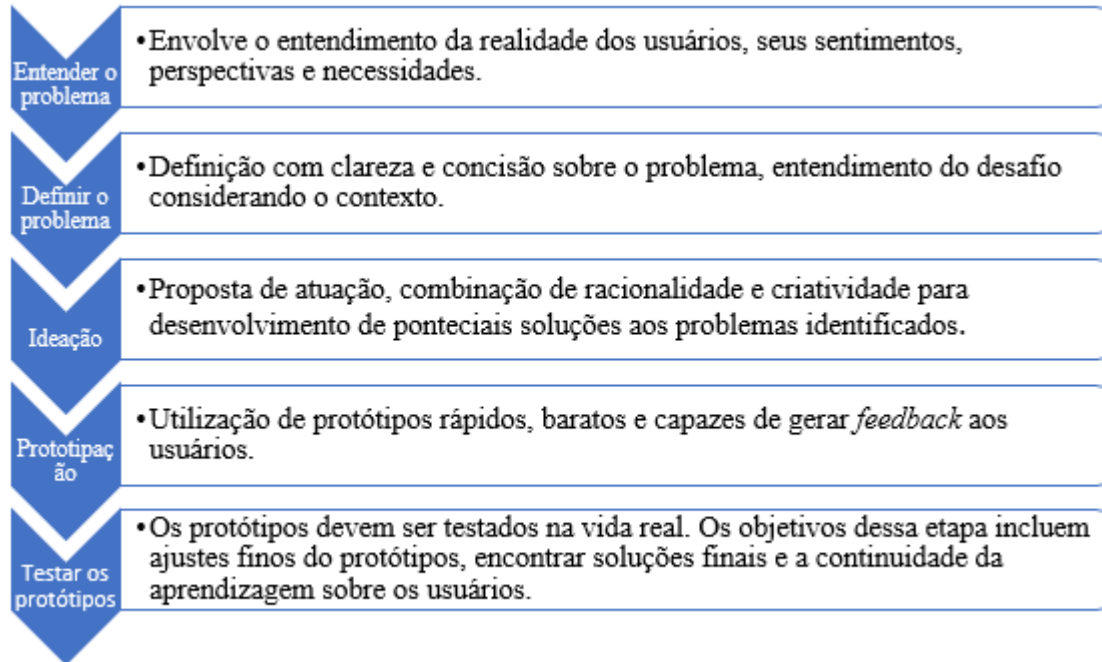 Entender o
problema
•Envolve o entendimento da realidade dos usuários, seus sentimentos,
perspectivas e necessidades.
Definir o
problema
•Definição com clareza e concisão sobre o problema, entendimento do desafio
considerando o contexto.
Ideação
•Proposta de atuação, combinação de racionalidade e criatividade para
desenvolvimento de ponteciais soluções aos problemas identificados.
Prototipaç
ão
•Utilização de protótipos rápidos, baratos e capazes de gerar feedback aos
usuários.
Testar os
protótipos
•Os protótipos devem ser testados na vida real. Os objetivos dessa etapa incluem
ajustes finos do protótipos, encontrar soluções finais e a continuidade da
aprendizagem sobre os usuários.